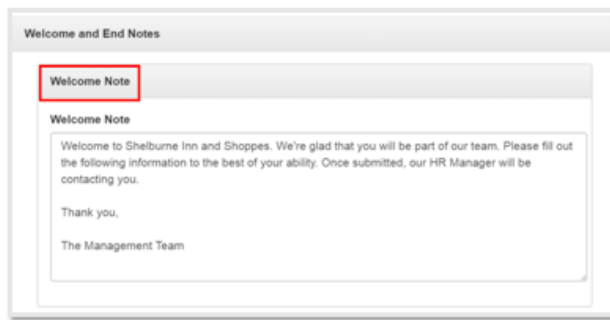 Welcome and End Notes
Welcome Note
Welcome Note
Welcome to Shelburne Inn and Shoppes. We're glad that you will be part of our team. Please fill out
the following information to the best of your ability. Once submitted, our HR Manager will be
contacting you.
Thank you,
The Management Team